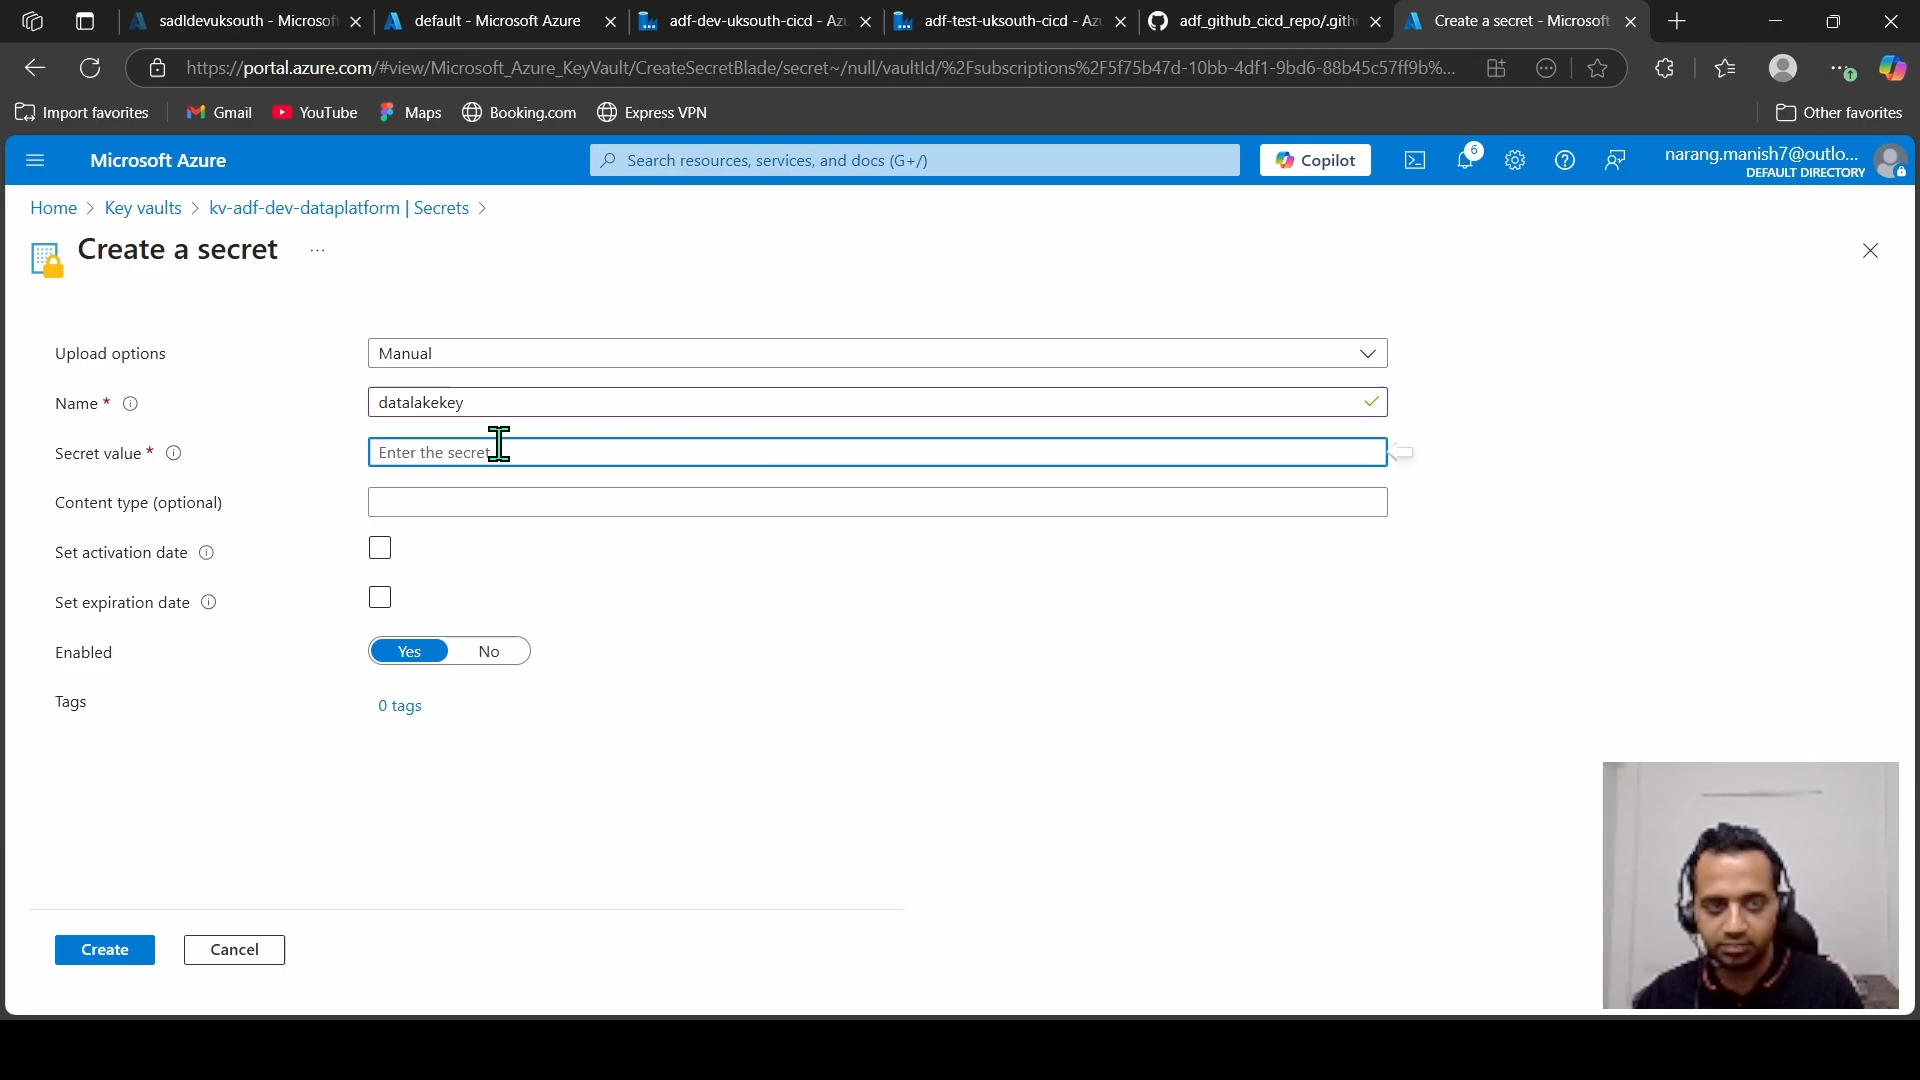 sadldevuksouth - Microsof
default - Microsoft Azure
adf-dev-uksouth-cicd - Az
adf-test-uksouth-cicd - Az
adf_github_cicd_repo/.gith
Create a secret - Microsoft
https://portal.azure.com/#view/Microsoft_Azure_KeyVault/CreateSecretBlade/secret~/null/vaultId/%2Fsubscriptions%2F5f75b47d-10bb-4df1-9bd6-88b45c57ff9b%...
Import favorites
Gmail
YouTube
Maps
Booking.com
Express VPN
Other favorites
Microsoft Azure
Search resources, services, and docs (G+/)
Copilot
6
narang.manish7@outlo...
DEFAULT DIRECTORY
Home > Key vaults > kv-adf-dev-dataplatform | Secrets >
Create a secret ...
Upload options
Manual
Name *
datalakekey
Secret value *
Enter the secret
Content type (optional)
Set activation date
Set expiration date
Enabled
Yes
No
Tags
0 tags
Create
Cancel